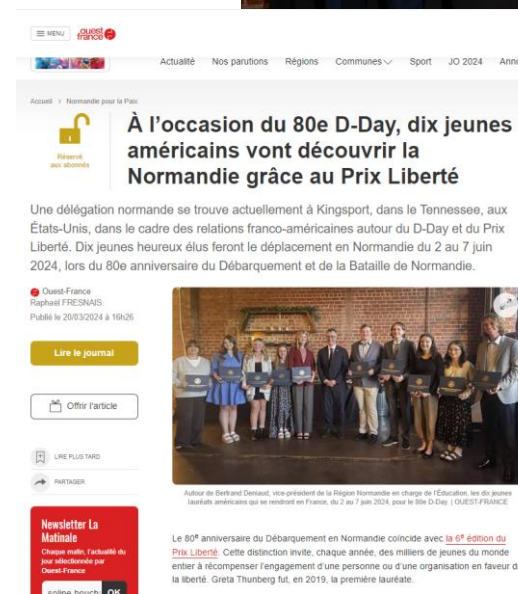 MENU
ouest
france
Actualité Nos parutions Régions Communes Sport JO 2024 Anno
Accueil > Normandie pour la Paix
Réservé
aux abonnés
À l'occasion du 80e D-Day, dix jeunes
américains vont découvrir la
Normandie grâce au Prix Liberté
Une délégation normande se trouve actuellement à Kingsport, dans le Tennessee, aux
États-Unis, dans le cadre des relations franco-américaines autour du D-Day et du Prix
Liberté. Dix jeunes heureux élus feront le déplacement en Normandie du 2 au 7 juin
2024, lors du 80e anniversaire du Débarquement et de la Bataille de Normandie.
Ouest-France
Raphaël FRESNAIS.
Publié le 20/03/2024 à 16h26
Lire le journal
Offrir l'article
LIRE PLUS TARD
PARTAGER
Autour de Bertrand Deniaud, vice-président de la Région Normandie en charge de l'Éducation, les dix jeunes
lauréats américains qui se rendront en France, du 2 au 7 juin 2024, pour le 80e D-Day. | OUEST-FRANCE
Newsletter La
Matinale
Chaque matin, l'actualité du
jour sélectionnée par
Ouest-France
soline.bouch
OK
Le 80e anniversaire du Débarquement en Normandie coïncide avec la 6e édition du
Prix Liberté. Cette distinction invite, chaque année, des milliers de jeunes du monde
entier à récompenser l'engagement d'une personne ou d'une organisation en faveur de
la liberté. Greta Thunberg fut, en 2019, la première lauréate.